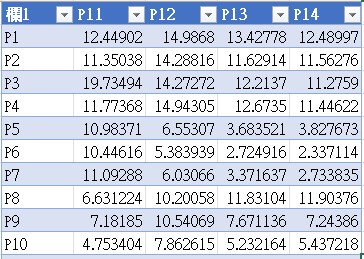 欄1 P11 P12 P13 P14
P1 12.44902 14.9868 13.42778 12.48997
P2 11.35038 14.28816 11.62914 11.56276
P3 19.73494 14.27272 12.2137 11.2759
P4 11.77368 14.94305 12.6735 11.44622
P5 10.98371 6.55307 3.683521 3.827673
P6 10.44616 5.383939 2.724916 2.337114
P7 11.09288 6.03066 3.371637 2.733835
P8 6.631224 10.20058 11.83104 11.90376
P9 7.18185 10.54069 7.671136 7.24386
P10 4.753404 7.862615 5.232164 5.437218